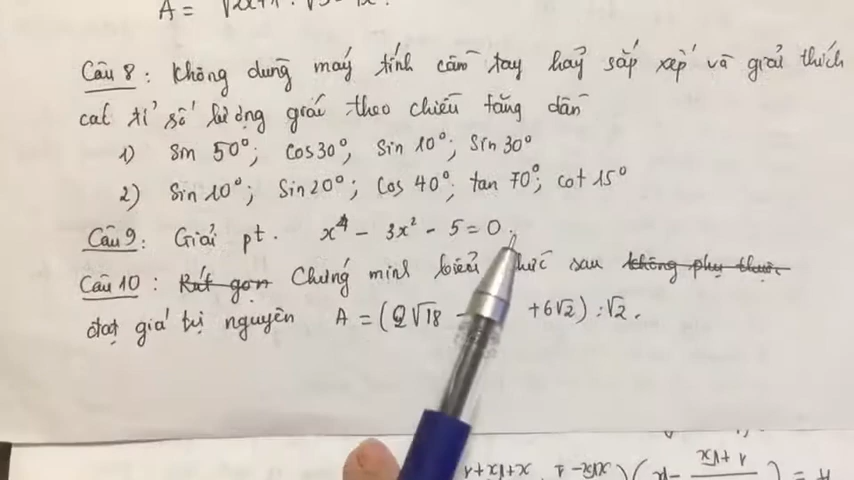 A =
Câu 8: Không dùng máy tính cầm tay hãy sắp xếp và giải thích
các tỉ số lượng giác theo chiều tăng dần
1) Sin 50°; Cos30°, Sin 10°; Sin 30°
2) Sin 10°; Sin 20°; Cos 40°; tan 70°; cot 15°
Câu 9: Giải pt. x⁴ - 3x² - 5 = 0.
Câu 10: Rút gọn Chứng minh biểu thức sau không phụ thuộc
đạt giá trị nguyên A = (2√18 - + 6√2) : √2.